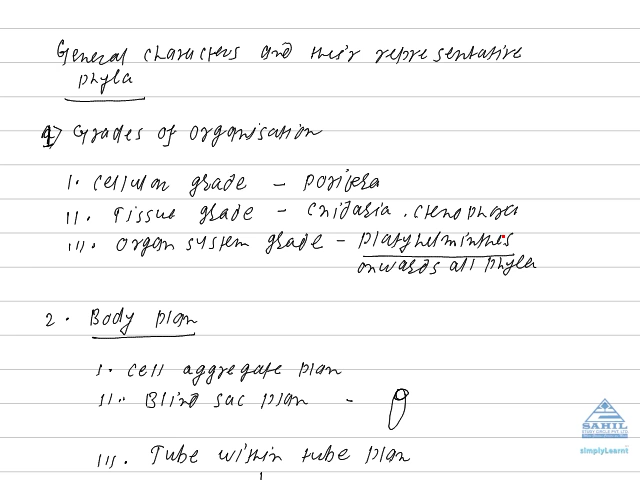 General characters and their representative
phyla
1) Grades of organisation
i. cellular grade - porifera
ii. Tissue grade - cnidaria, ctenophora
iii. organ system grade - platyhelminthes
onwards all phyla
2. Body plan
i. cell aggregate plan
ii. Blind sac plan -
iii. Tube within tube plan
SAHIL
simplyLearnt